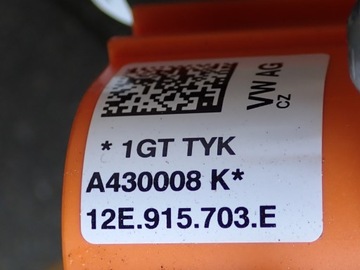 VW AG
CZ
* 1GT TYK
A430008 K*
12E.915.703.E